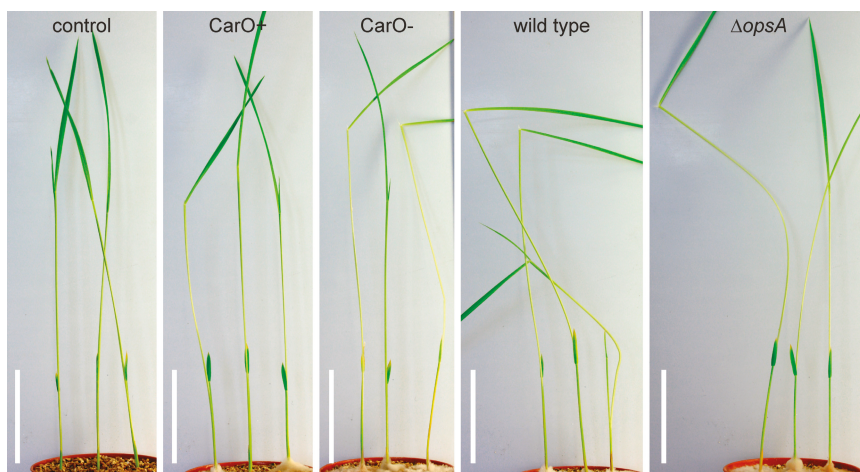 control
CarO+
CarO-
wild type
ΔopsA